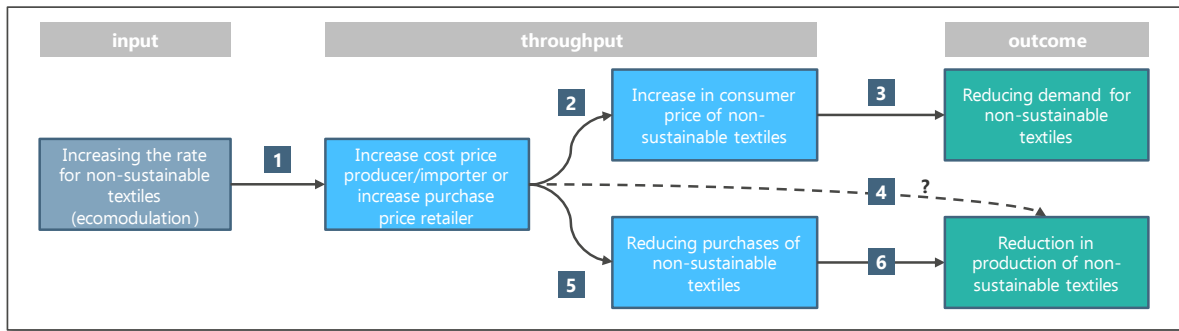 input
throughput
outcome
Increasing the rate
for non-sustainable
textiles
(ecomodulation)
1
Increase cost price
producer/importer or
increase purchase
price retailer
2
Increase in consumer
price of non-
sustainable textiles
3
Reducing demand for
non-sustainable
textiles
4
?
5
Reducing purchases of
non-sustainable
textiles
6
Reduction in
production of non-
sustainable textiles